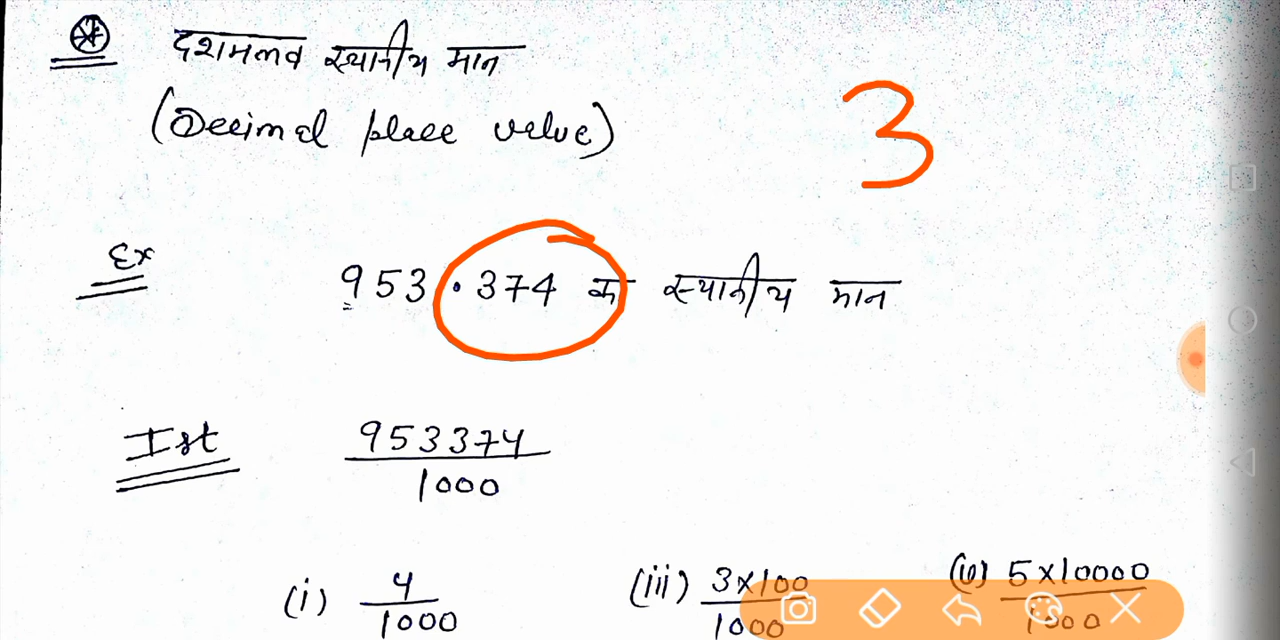 दशमलव स्थानीय मान
3
(Decimal place value)
Ex 953.374 का स्थानीय मान
Ist 953374
1000
(i) 4 (iii) 3×100 (v) 5×10000
1000 1000 1000